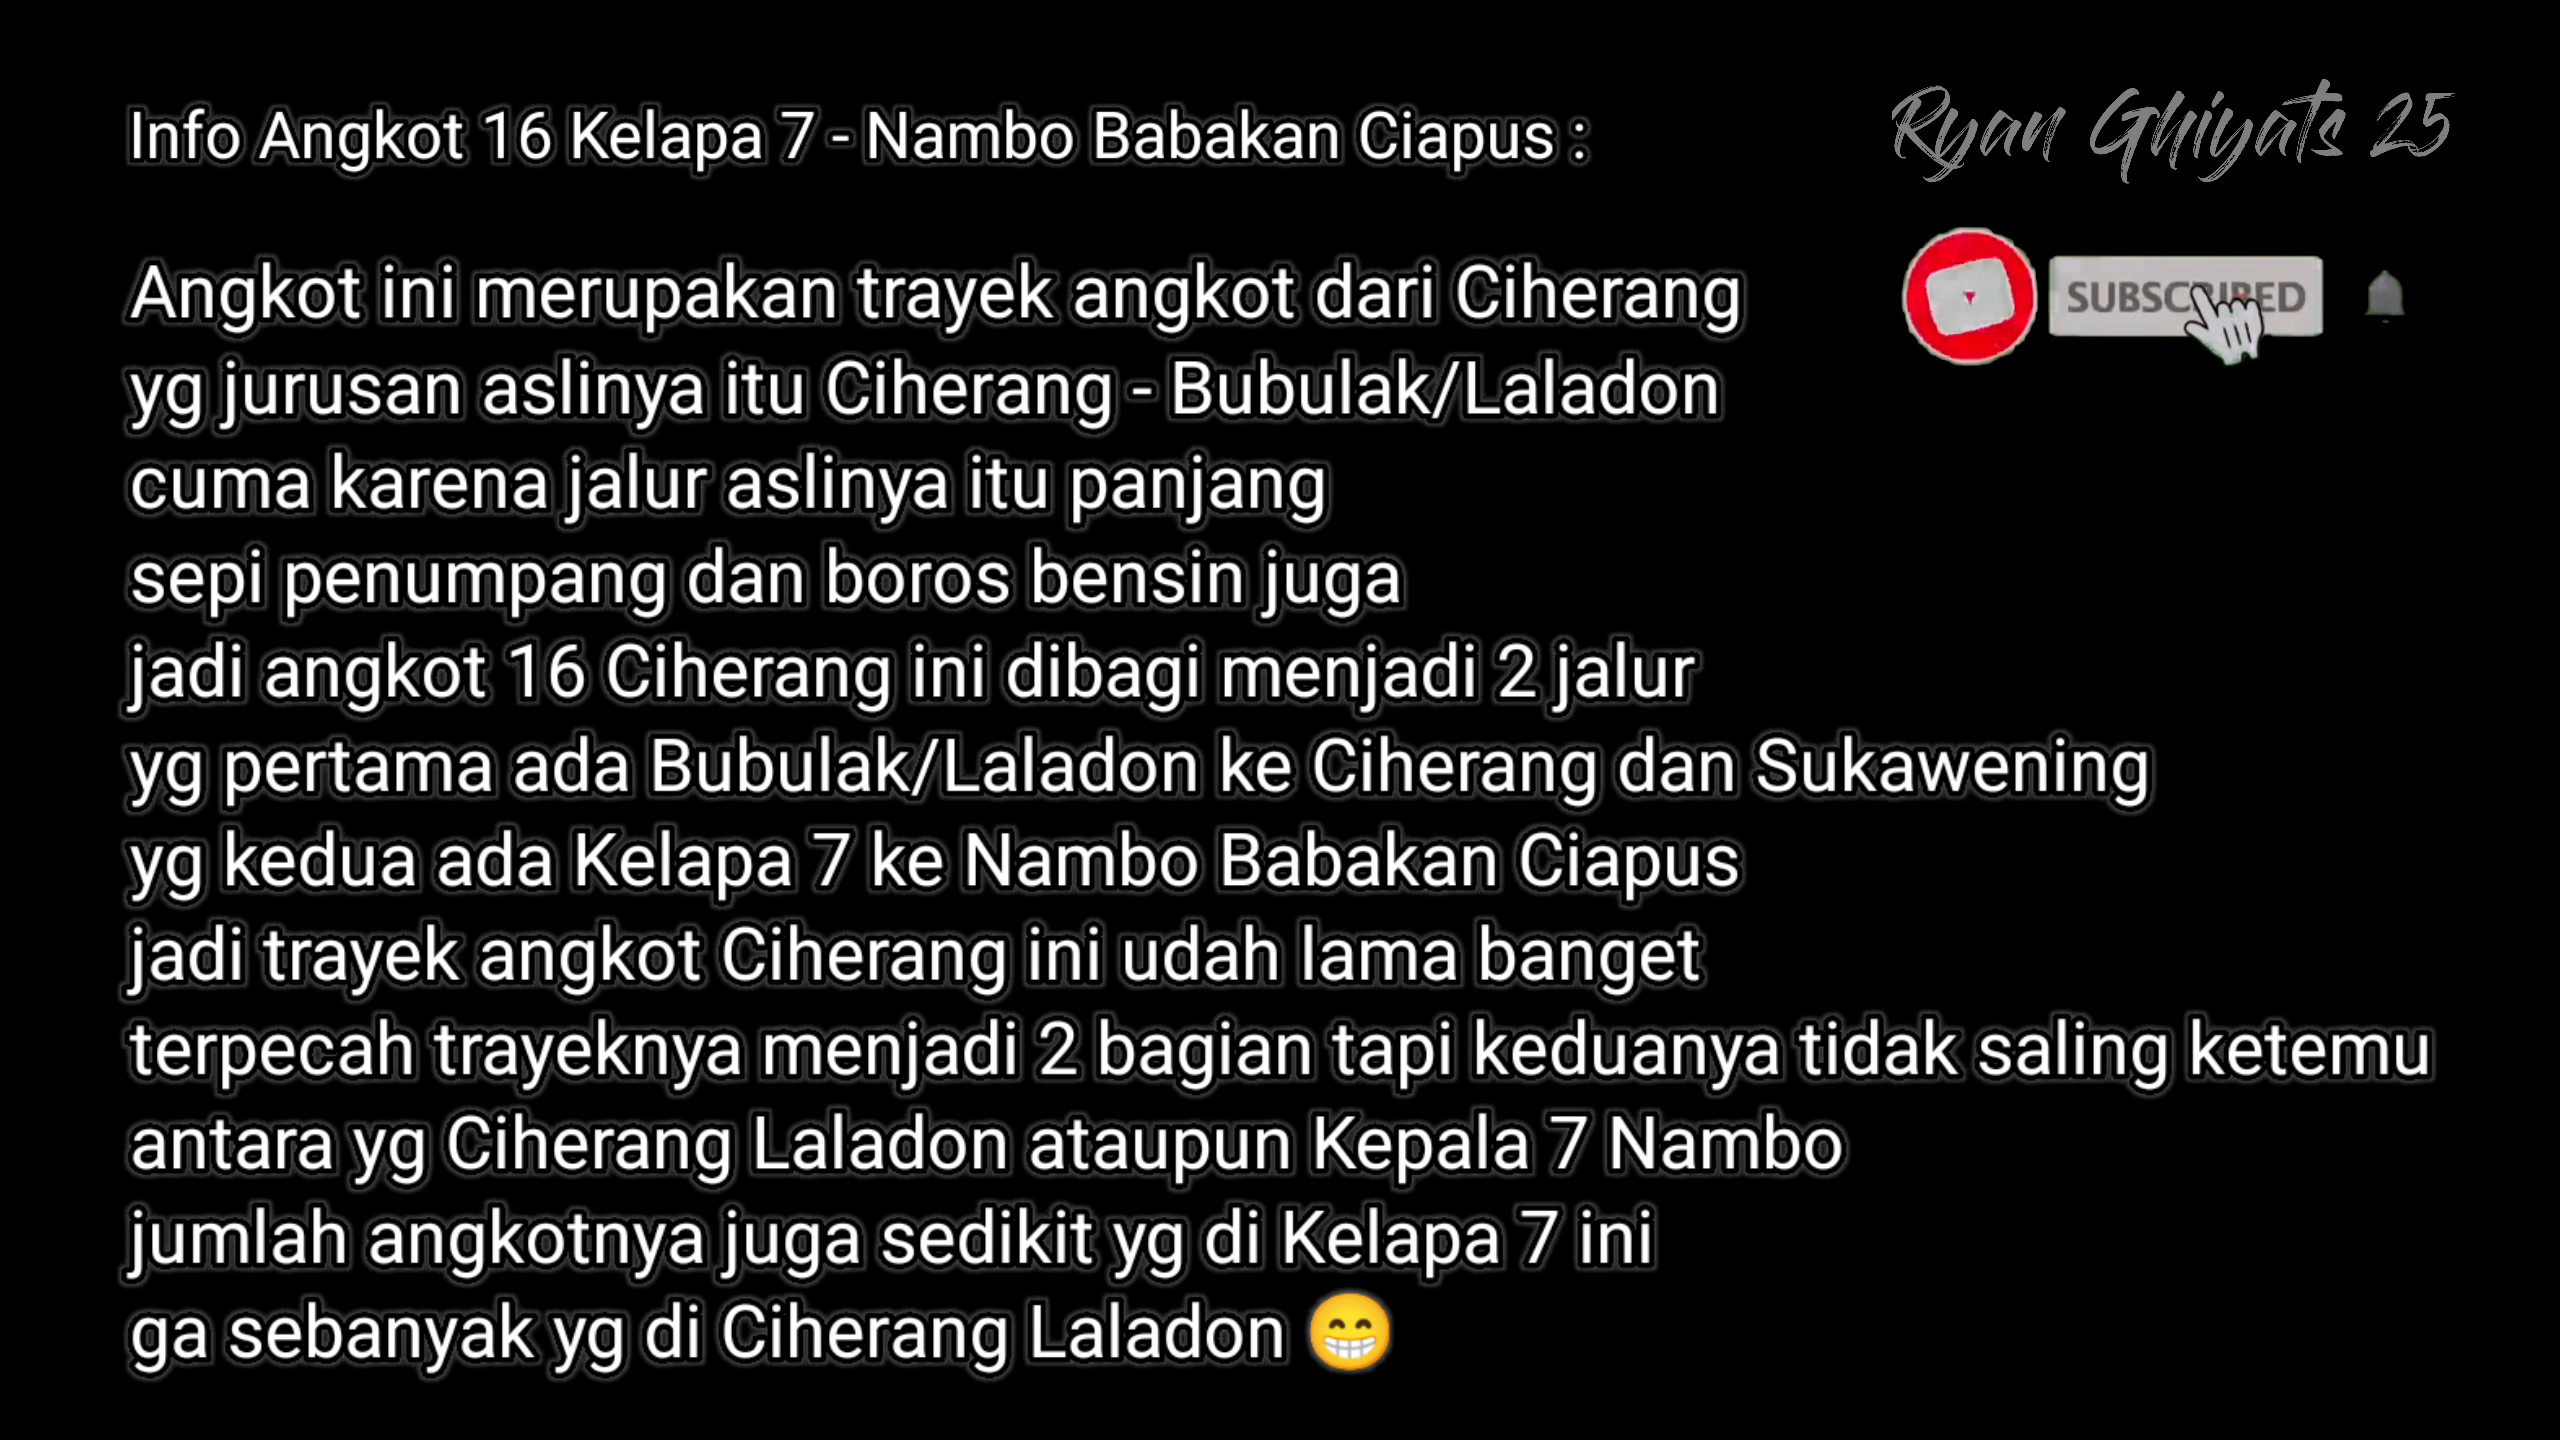 Info Angkot 16 Kelapa 7 - Nambo Babakan Ciapus :
Ryan Ghiyats 25
SUBSCRIBED
Angkot ini merupakan trayek angkot dari Ciherang
yg jurusan aslinya itu Ciherang - Bubulak/Laladon
cuma karena jalur aslinya itu panjang
sepi penumpang dan boros bensin juga
jadi angkot 16 Ciherang ini dibagi menjadi 2 jalur
yg pertama ada Bubulak/Laladon ke Ciherang dan Sukawening
yg kedua ada Kelapa 7 ke Nambo Babakan Ciapus
jadi trayek angkot Ciherang ini udah lama banget
terpecah trayeknya menjadi 2 bagian tapi keduanya tidak saling ketemu
antara yg Ciherang Laladon ataupun Kepala 7 Nambo
jumlah angkotnya juga sedikit yg di Kelapa 7 ini
ga sebanyak yg di Ciherang Laladon 😁